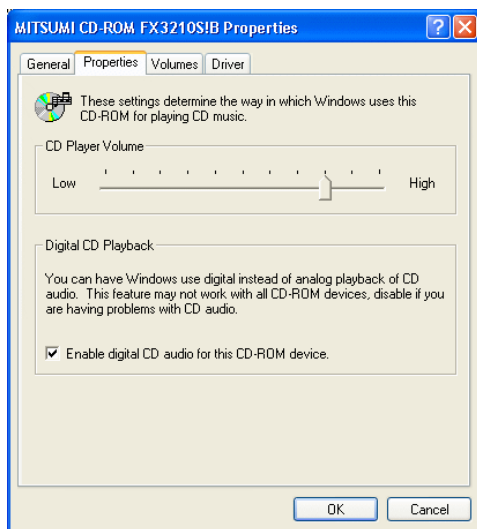 MITSUMI CD-ROM FX3210S!B Properties
General Properties Volumes Driver
These settings determine the way in which Windows uses this
CD-ROM for playing CD music.
CD Player Volume
Low High
Digital CD Playback
You can have Windows use digital instead of analog playback of CD
audio. This feature may not work with all CD-ROM devices, disable if you
are having problems with CD audio.
Enable digital CD audio for this CD-ROM device.
OK Cancel